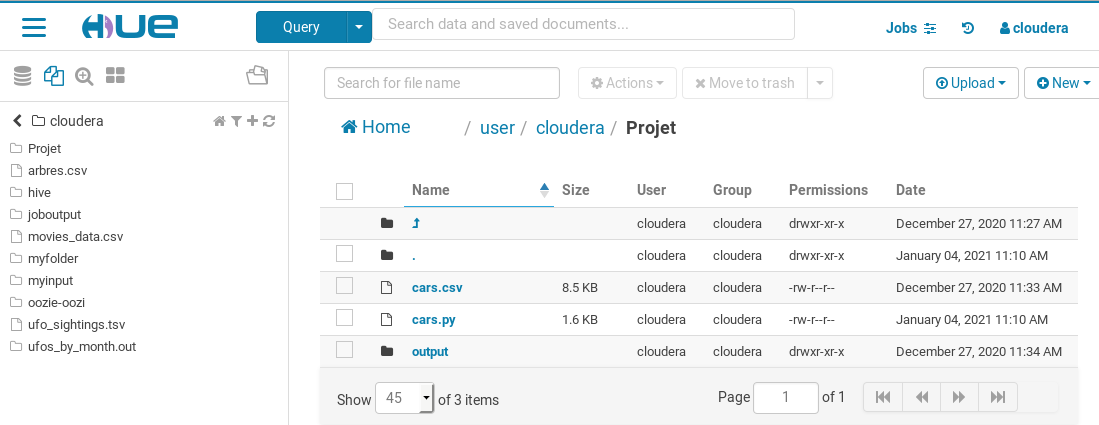 HUE
Query
Search data and saved documents...
Jobs
cloudera
cloudera
Projet
arbres.csv
hive
joboutput
movies_data.csv
myfolder
myinput
oozie-oozi
ufo_sightings.tsv
ufos_by_month.out
Search for file name
Actions
Move to trash
Upload
New
Home / user / cloudera / Projet
Name Size User Group Permissions Date
cloudera cloudera drwxr-xr-x December 27, 2020 11:27 AM
. cloudera cloudera drwxr-xr-x January 04, 2021 11:10 AM
cars.csv 8.5 KB cloudera cloudera -rw-r--r-- December 27, 2020 11:33 AM
cars.py 1.6 KB cloudera cloudera -rw-r--r-- January 04, 2021 11:10 AM
output cloudera cloudera drwxr-xr-x December 27, 2020 11:34 AM
Show 45 of 3 items
Page 1 of 1